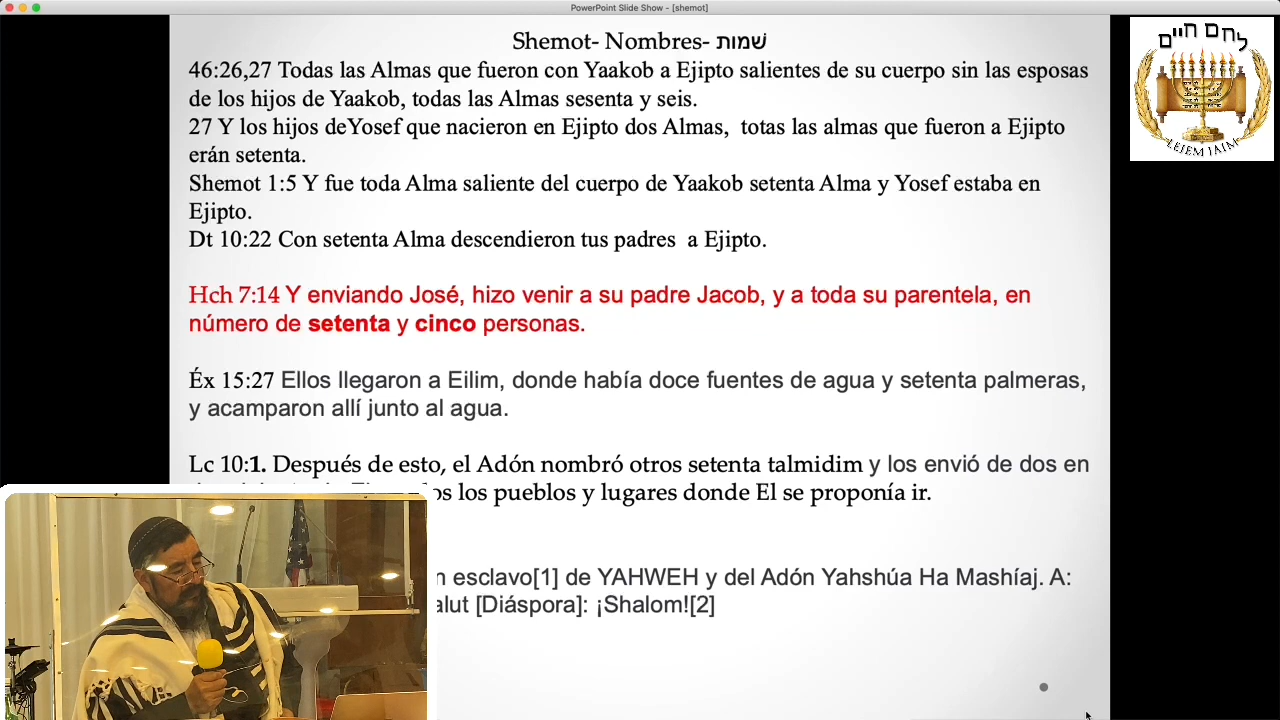 PowerPoint Slide Show - [shemot]
Shemot- Nombres- שמות
46:26,27 Todas las Almas que fueron con Yaakob a Ejipto salientes de su cuerpo sin las esposas
de los hijos de Yaakob, todas las Almas sesenta y seis.
27 Y los hijos deYosef que nacieron en Ejipto dos Almas, totas las almas que fueron a Ejipto
erán setenta.
Shemot 1:5 Y fue toda Alma saliente del cuerpo de Yaakob setenta Alma y Yosef estaba en
Ejipto.
Dt 10:22 Con setenta Alma descendieron tus padres a Ejipto.
Hch 7:14 Y enviando José, hizo venir a su padre Jacob, y a toda su parentela, en
número de setenta y cinco personas.
Éx 15:27 Ellos llegaron a Eilim, donde había doce fuentes de agua y setenta palmeras,
y acamparon allí junto al agua.
Lc 10:1. Después de esto, el Adón nombró otros setenta talmidim y los envió de dos en
los pueblos y lugares donde El se proponía ir.
esclavo[1] de YAHWEH y del Adón Yahshúa Ha Mashíaj. A:
[Diáspora]: ¡Shalom![2]
לחם חיים
LEJEM JAIM